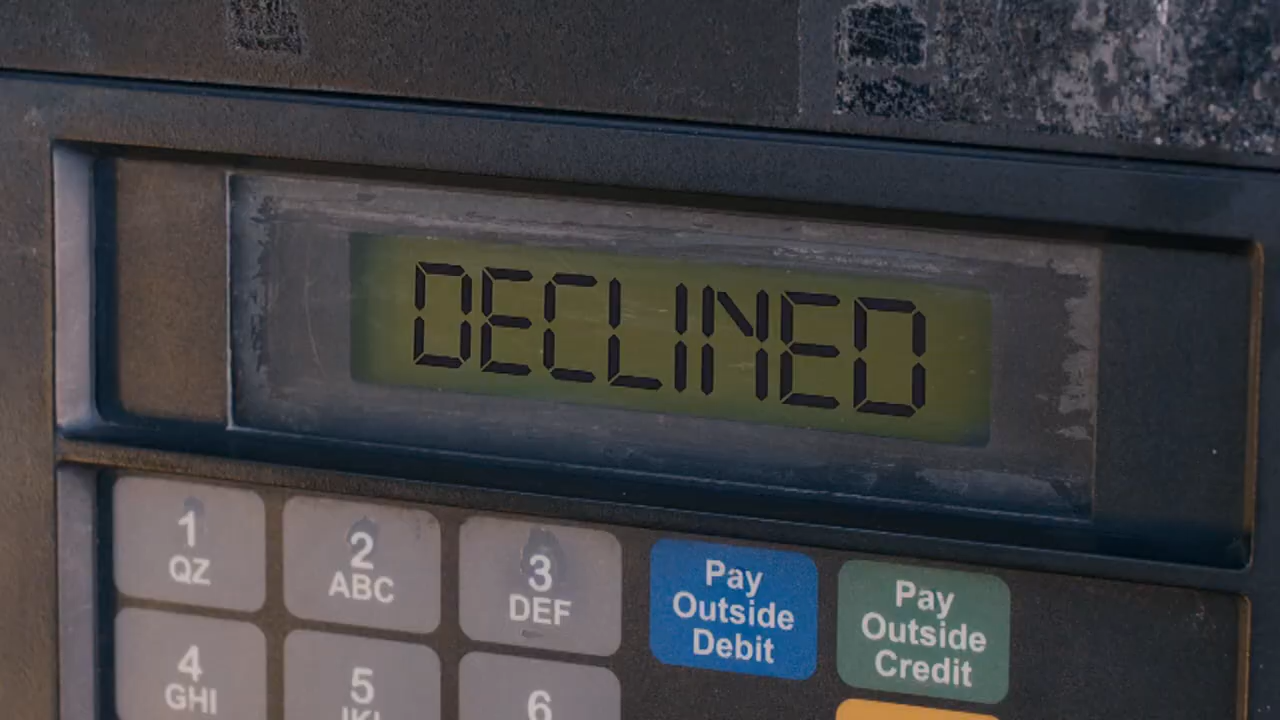 DECLINED
1
QZ
2
ABC
3
DEF
Pay
Outside
Debit
Pay
Outside
Credit
4
GHI
5
6